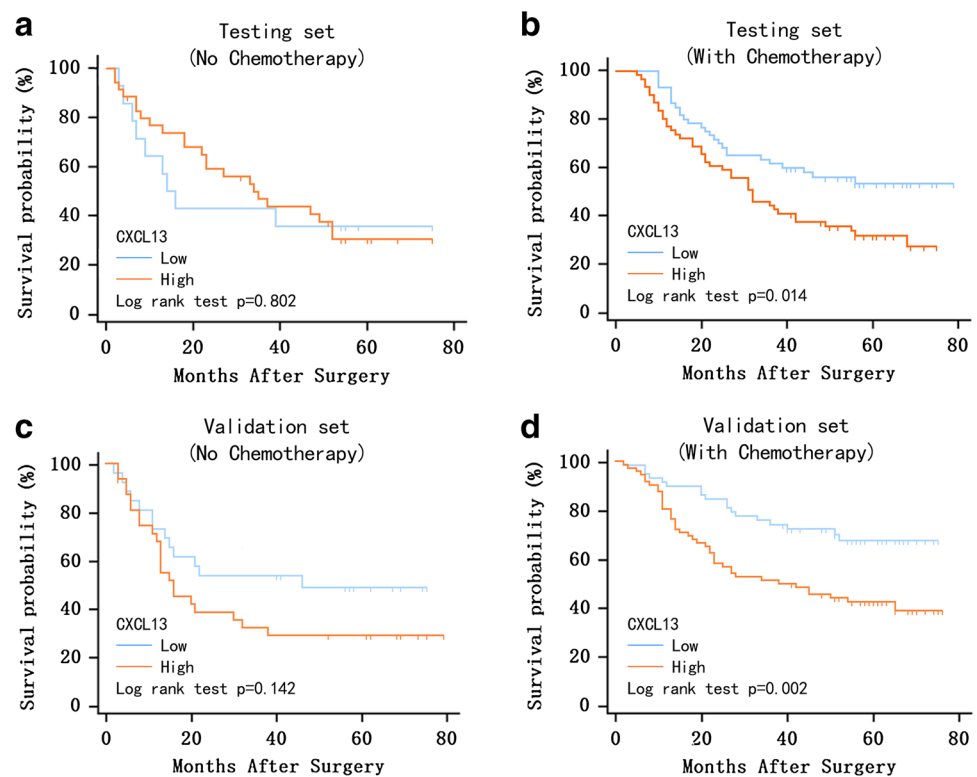 a
Testing set
(No Chemotherapy)
Survival probability (%)
100
80
60
40
20
0
CXCL13
Low
High
Log rank test p=0.802
0 20 40 60 80
Months After Surgery
b
Testing set
(With Chemotherapy)
Survival probability (%)
100
80
60
40
20
0
CXCL13
Low
High
Log rank test p=0.014
0 20 40 60 80
Months After Surgery
c
Validation set
(No Chemotherapy)
Survival probability (%)
100
80
60
40
20
0
CXCL13
Low
High
Log rank test p=0.142
0 20 40 60 80
Months After Surgery
d
Validation set
(With Chemotherapy)
Survival probability (%)
100
80
60
40
20
0
CXCL13
Low
High
Log rank test p=0.002
0 20 40 60 80
Months After Surgery